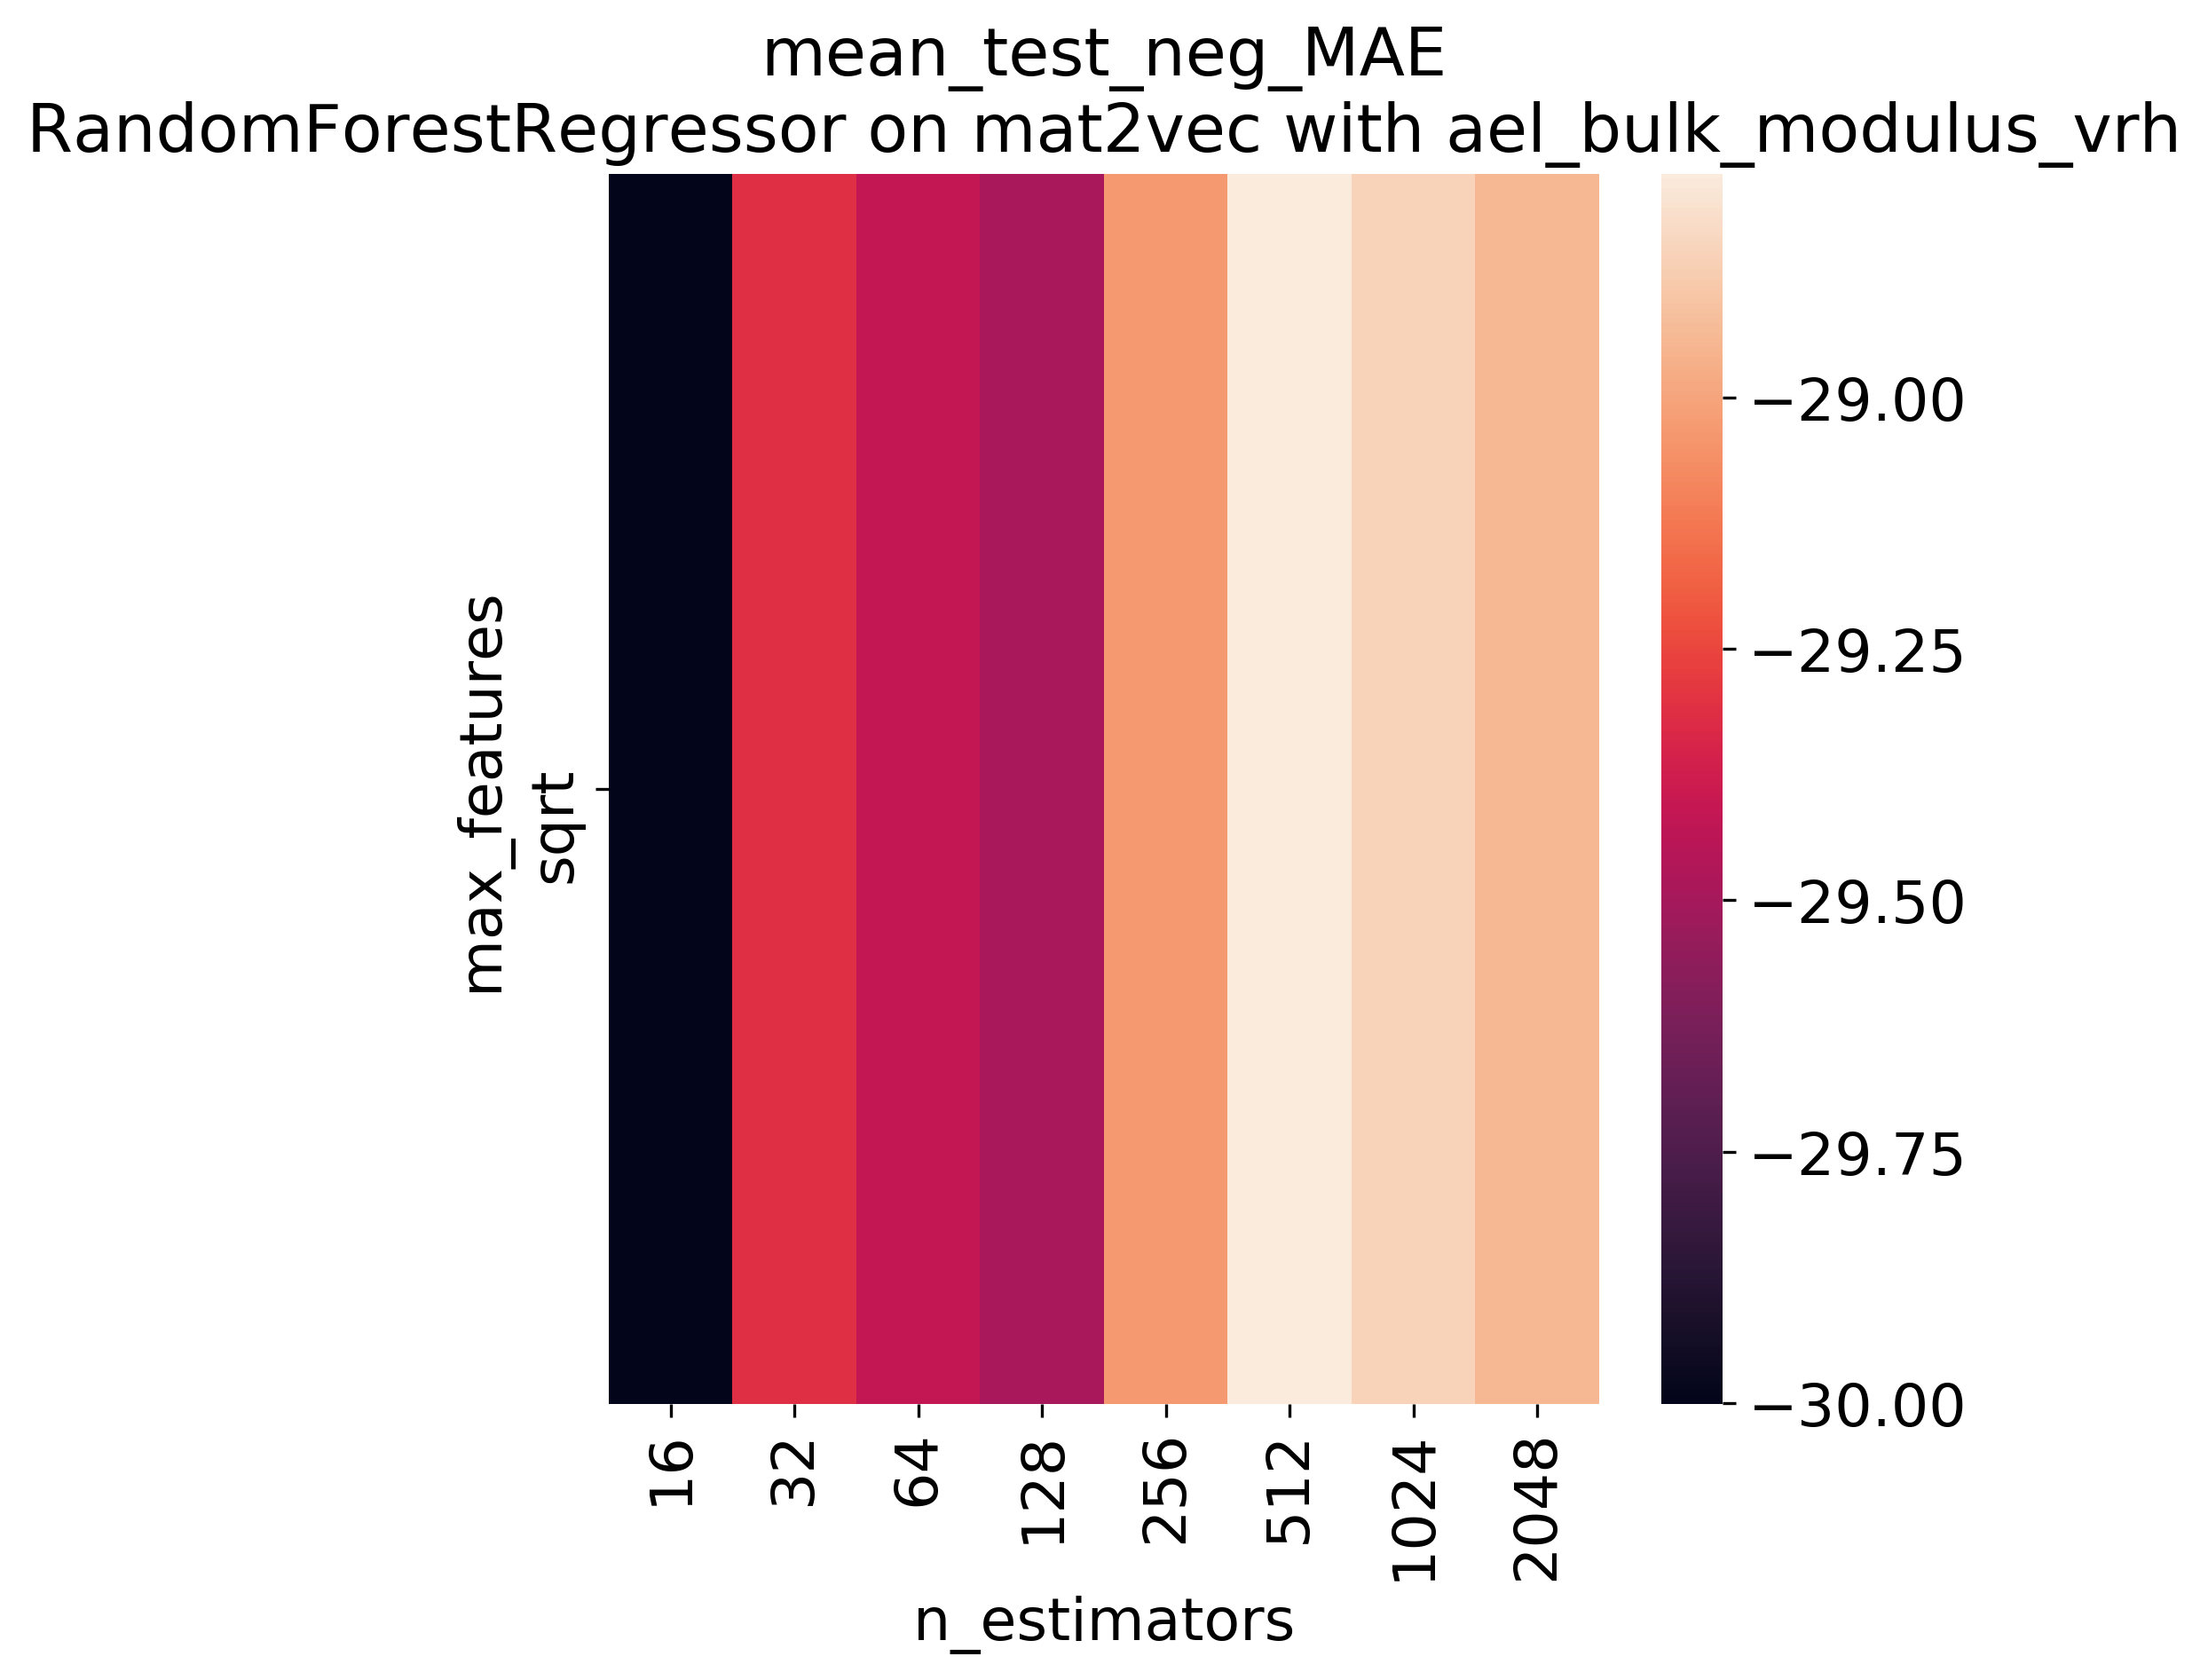 mean_test_neg_MAE
RandomForestRegressor on mat2vec with ael_bulk_modulus_vrh
max_features
sqrt
16
32
64
128
256
512
1024
2048
n_estimators
−29.00
−29.25
−29.50
−29.75
−30.00